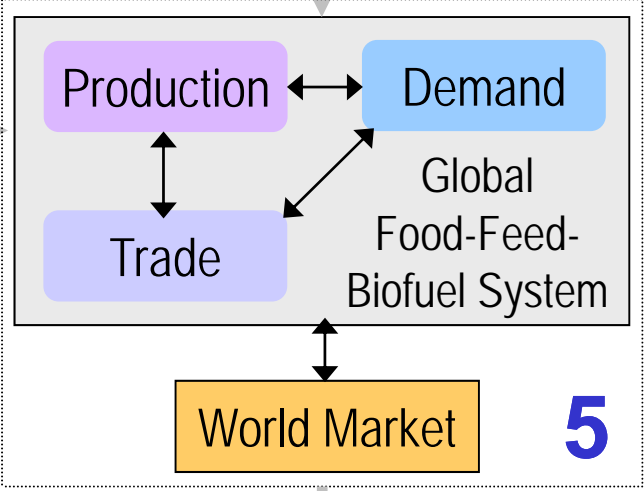 Production
Demand
Global
Food-Feed-
Biofuel System
Trade
World Market
5